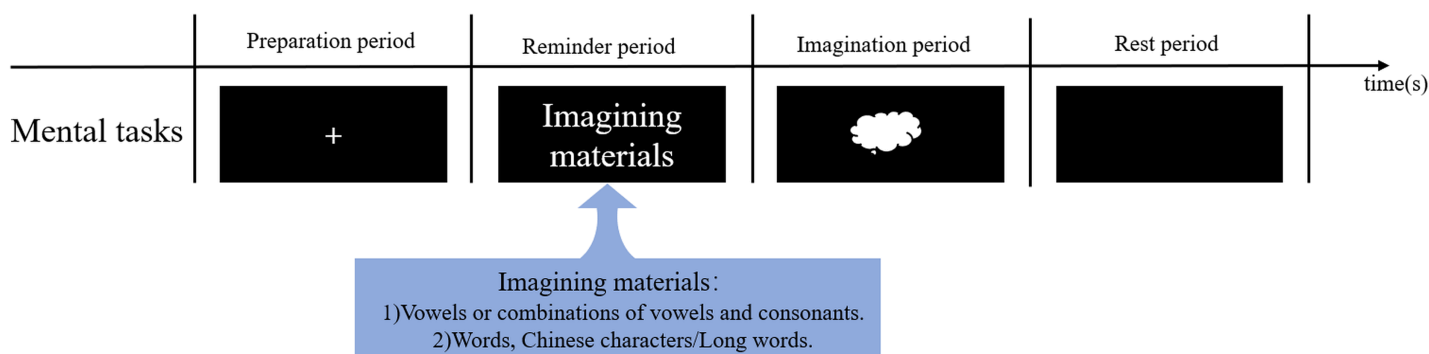 Preparation period
Reminder period
Imagination period
Rest period
time(s)
Mental tasks
+
Imagining
materials
Imagining materials：
1)Vowels or combinations of vowels and consonants.
2)Words, Chinese characters/Long words.